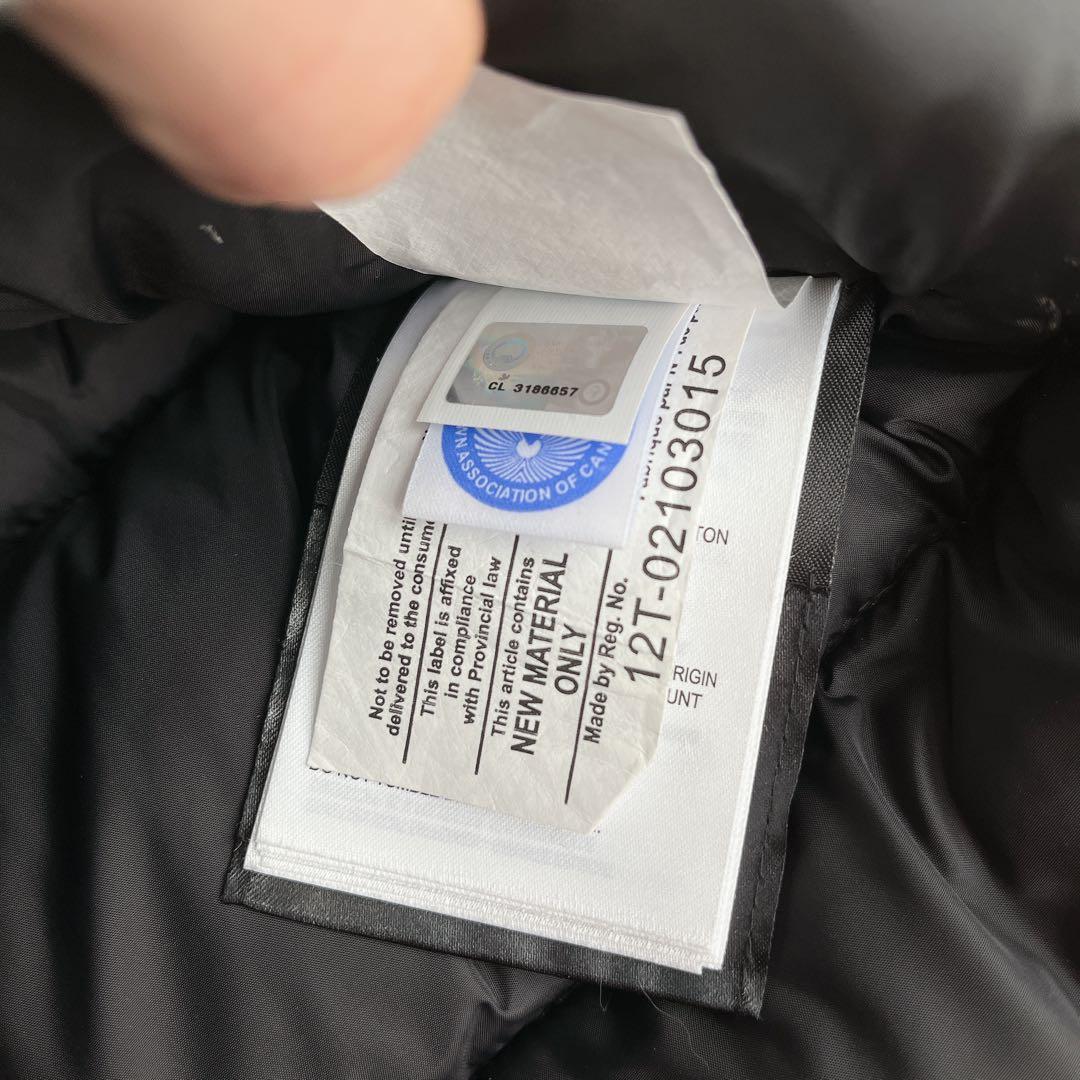 CL 3186657
N ASSOCIATION OF CAN
Not to be removed until
delivered to the consume
This label is affixed
in compliance
with Provincial law
This article contains
NEW MATERIAL
ONLY
Made by Reg. No.
12T-02103015
TON
RIGIN
UNT